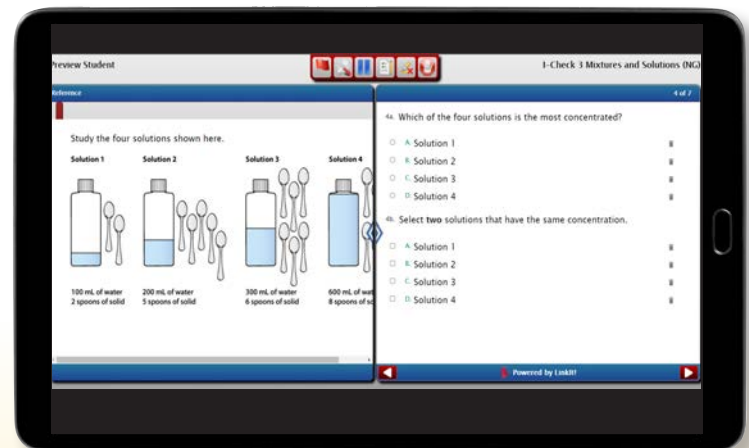 Preview Student
I-Check 3 Mixtures and Solutions (NG)
Reference
4 of 7
Study the four solutions shown here.
Solution 1 Solution 2 Solution 3 Solution 4
100 mL of water 200 mL of water 300 mL of water 600 mL of wat
2 spoons of solid 5 spoons of solid 6 spoons of solid 8 spoons of so
4a. Which of the four solutions is the most concentrated?
A. Solution 1
B. Solution 2
C. Solution 3
D. Solution 4
4b. Select two solutions that have the same concentration.
A. Solution 1
B. Solution 2
C. Solution 3
D. Solution 4
Powered by LinkIt!